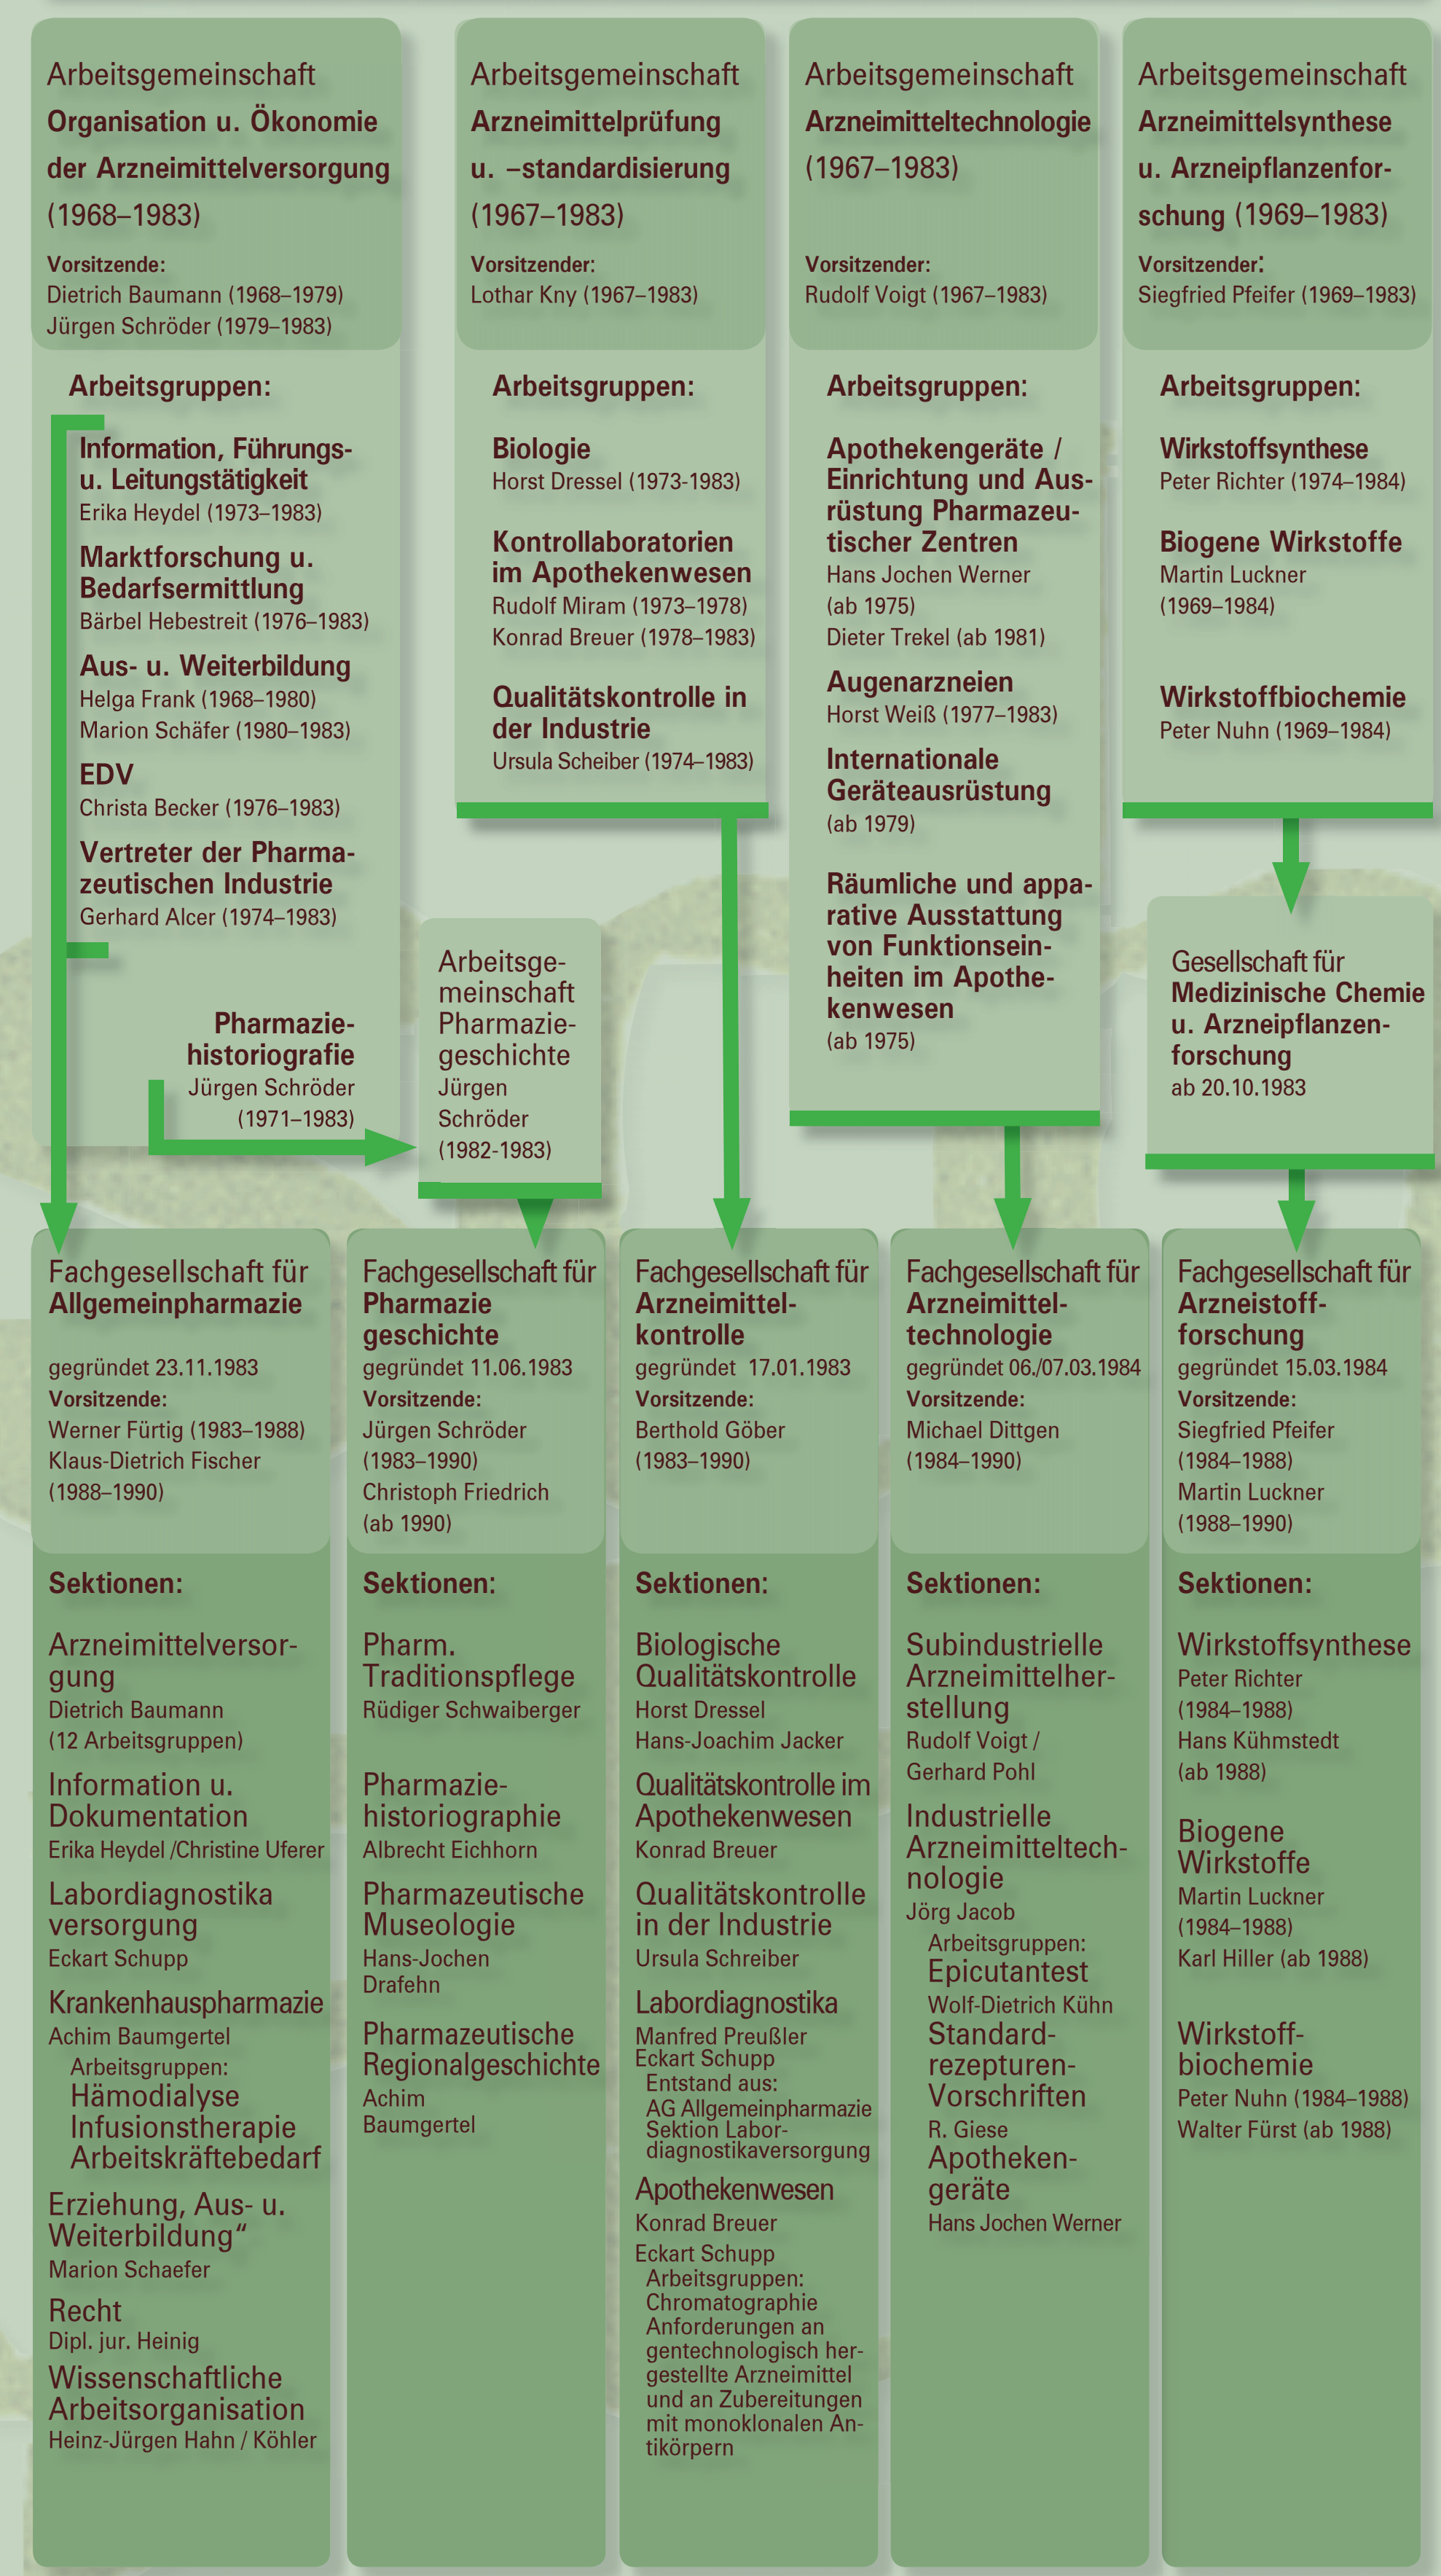 Arbeitsgemeinschaft
Organisation u. Ökonomie
der Arzneimittelversorgung
(1968–1983)
Vorsitzende:
Dietrich Baumann (1968–1979)
Jürgen Schröder (1979–1983)
Arbeitsgruppen:
Information, Führungs-
u. Leitungstätigkeit
Erika Heydel (1973–1983)
Marktforschung u.
Bedarfsermittlung
Bärbel Hebestreit (1976–1983)
Aus- u. Weiterbildung
Helga Frank (1968–1980)
Marion Schäfer (1980–1983)
EDV
Christa Becker (1976–1983)
Vertreter der Pharma-
zeutischen Industrie
Gerhard Alcer (1974–1983)
Pharmazie-
historiografie
Jürgen Schröder
(1971–1983)
Arbeitsgemeinschaft
Arzneimittelprüfung
u. –standardisierung
(1967–1983)
Vorsitzender:
Lothar Kny (1967–1983)
Arbeitsgruppen:
Biologie
Horst Dressel (1973-1983)
Kontrollaboratorien
im Apothekenwesen
Rudolf Miram (1973–1978)
Konrad Breuer (1978–1983)
Qualitätskontrolle in
der Industrie
Ursula Scheiber (1974–1983)
Arbeitsge-
meinschaft
Pharmazie-
geschichte
Jürgen
Schröder
(1982-1983)
Arbeitsgemeinschaft
Arzneimitteltechnologie
(1967–1983)
Vorsitzender:
Rudolf Voigt (1967–1983)
Arbeitsgruppen:
Apothekengeräte /
Einrichtung und Aus-
rüstung Pharmazeu-
tischer Zentren
Hans Jochen Werner
(ab 1975)
Dieter Trekel (ab 1981)
Augenarzneien
Horst Weiß (1977–1983)
Internationale
Geräteausrüstung
(ab 1979)
Räumliche und appa-
rative Ausstattung
von Funktionsein-
heiten im Apothe-
kenwesen
(ab 1975)
Arbeitsgemeinschaft
Arzneimittelsynthese
u. Arzneipflanzenfor-
schung (1969–1983)
Vorsitzender:
Siegfried Pfeifer (1969–1983)
Arbeitsgruppen:
Wirkstoffsynthese
Peter Richter (1974–1984)
Biogene Wirkstoffe
Martin Luckner
(1969–1984)
Wirkstoffbiochemie
Peter Nuhn (1969–1984)
Gesellschaft für
Medizinische Chemie
u. Arzneipflanzen-
forschung
ab 20.10.1983
Fachgesellschaft für
Allgemeinpharmazie
gegründet 23.11.1983
Vorsitzende:
Werner Fürtig (1983–1988)
Klaus-Dietrich Fischer
(1988–1990)
Sektionen:
Arzneimittelversor-
gung
Dietrich Baumann
(12 Arbeitsgruppen)
Information u.
Dokumentation
Erika Heydel /Christine Uferer
Labordiagnostika
versorgung
Eckart Schupp
Krankenhauspharmazie
Achim Baumgertel
Arbeitsgruppen:
Hämodialyse
Infusionstherapie
Arbeitskräftebedarf
Erziehung, Aus- u.
Weiterbildung“
Marion Schaefer
Recht
Dipl. jur. Heinig
Wissenschaftliche
Arbeitsorganisation
Heinz-Jürgen Hahn / Köhler
Fachgesellschaft für
Pharmazie
geschichte
gegründet 11.06.1983
Vorsitzende:
Jürgen Schröder
(1983–1990)
Christoph Friedrich
(ab 1990)
Sektionen:
Pharm.
Traditionspflege
Rüdiger Schwaiberger
Pharmazie-
historiographie
Albrecht Eichhorn
Pharmazeutische
Museologie
Hans-Jochen
Drafehn
Pharmazeutische
Regionalgeschichte
Achim
Baumgertel
Fachgesellschaft für
Arzneimittel-
kontrolle
gegründet 17.01.1983
Vorsitzende:
Berthold Göber
(1983–1990)
Sektionen:
Biologische
Qualitätskontrolle
Horst Dressel
Hans-Joachim Jacker
Qualitätskontrolle im
Apothekenwesen
Konrad Breuer
Qualitätskontrolle
in der Industrie
Ursula Schreiber
Labordiagnostika
Manfred Preußler
Eckart Schupp
Entstand aus:
AG Allgemeinpharmazie
Sektion Labor-
diagnostikaversorgung
Apothekenwesen
Konrad Breuer
Eckart Schupp
Arbeitsgruppen:
Chromatographie
Anforderungen an
gentechnologisch her-
gestellte Arzneimittel
und an Zubereitungen
mit monoklonalen An-
tikörpern
Fachgesellschaft für
Arzneimittel-
technologie
gegründet 06./07.03.1984
Vorsitzende:
Michael Dittgen
(1984–1990)
Sektionen:
Subindustrielle
Arzneimittelher-
stellung
Rudolf Voigt /
Gerhard Pohl
Industrielle
Arzneimitteltech-
nologie
Jörg Jacob
Arbeitsgruppen:
Epicutantest
Wolf-Dietrich Kühn
Standard-
rezepturen-
Vorschriften
R. Giese
Apotheken-
geräte
Hans Jochen Werner
Fachgesellschaft für
Arzneistoff-
forschung
gegründet 15.03.1984
Vorsitzende:
Siegfried Pfeifer
(1984–1988)
Martin Luckner
(1988–1990)
Sektionen:
Wirkstoffsynthese
Peter Richter
(1984–1988)
Hans Kühmstedt
(ab 1988)
Biogene
Wirkstoffe
Martin Luckner
(1984–1988)
Karl Hiller (ab 1988)
Wirkstoff-
biochemie
Peter Nuhn (1984–1988)
Walter Fürst (ab 1988)